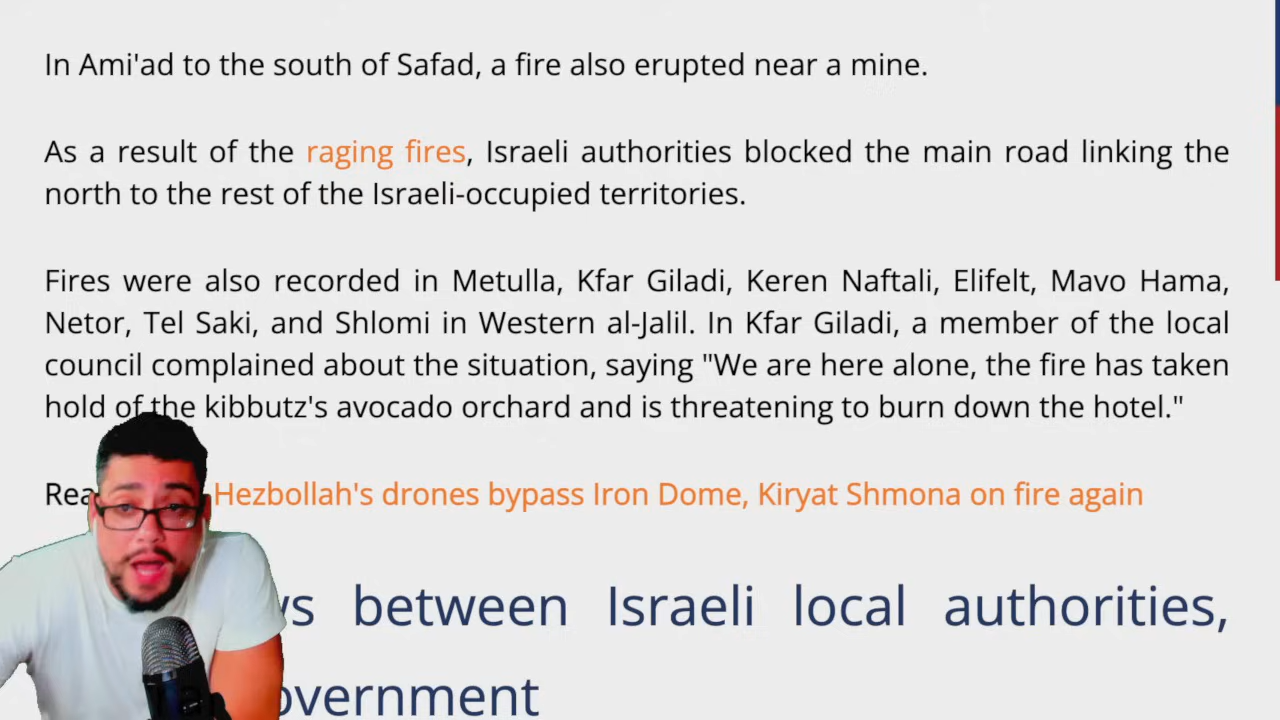 In Ami'ad to the south of Safad, a fire also erupted near a mine.
As a result of the raging fires, Israeli authorities blocked the main road linking the
north to the rest of the Israeli-occupied territories.
Fires were also recorded in Metulla, Kfar Giladi, Keren Naftali, Elifelt, Mavo Hama,
Netor, Tel Saki, and Shlomi in Western al-Jalil. In Kfar Giladi, a member of the local
council complained about the situation, saying "We are here alone, the fire has taken
hold of the kibbutz's avocado orchard and is threatening to burn down the hotel."
Hezbollah's drones bypass Iron Dome, Kiryat Shmona on fire again
between Israeli local authorities,